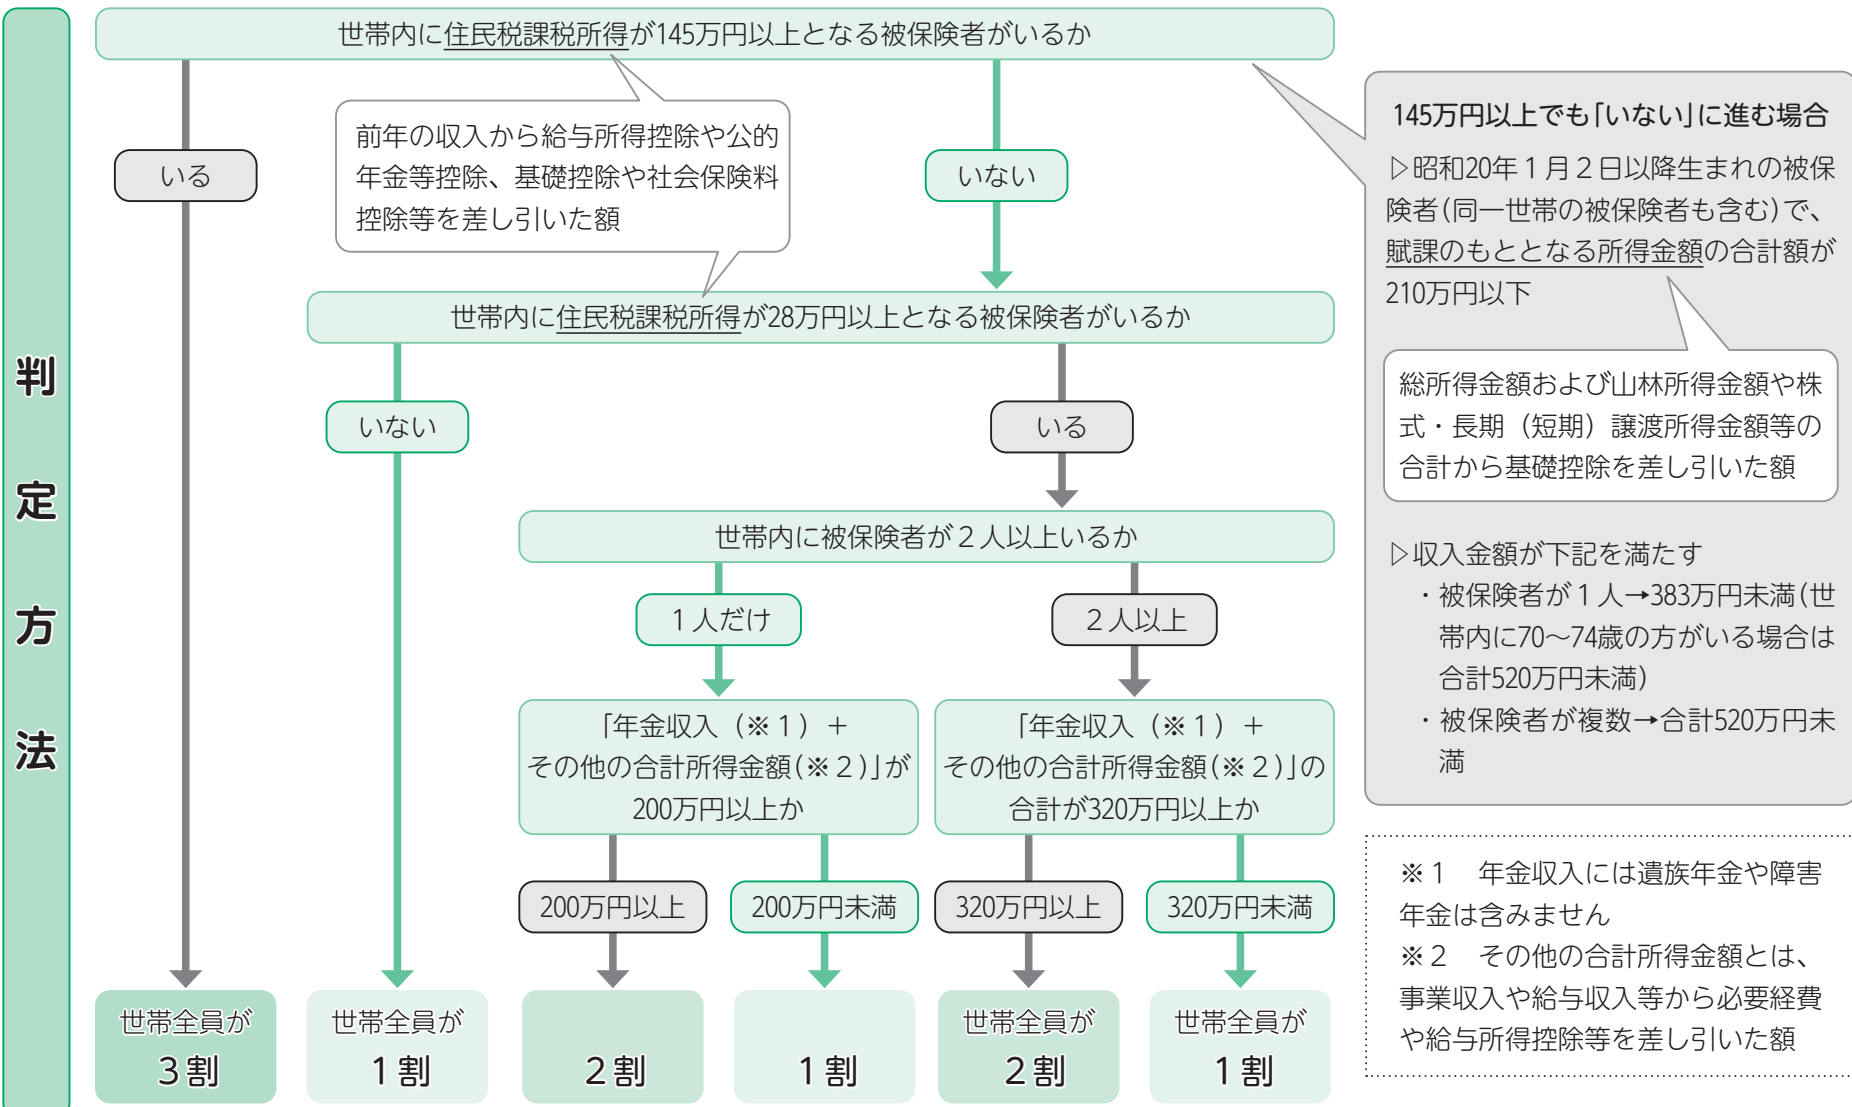 判定方法
世帯内に住民税課税所得が145万円以上となる被保険者がいるか
いる
前年の収入から給与所得控除や公的
年金等控除、基礎控除や社会保険料
控除等を差し引いた額
いない
世帯内に住民税課税所得が28万円以上となる被保険者がいるか
いない
いる
世帯内に被保険者が２人以上いるか
１人だけ
２人以上
「年金収入（※１）＋
その他の合計所得金額(※２)」が
200万円以上か
「年金収入（※１）＋
その他の合計所得金額(※２)」の
合計が320万円以上か
200万円以上
200万円未満
320万円以上
320万円未満
世帯全員が
３割
世帯全員が
１割
２割
１割
世帯全員が
２割
世帯全員が
１割
145万円以上でも「いない」に進む場合
▷昭和20年１月２日以降生まれの被保
険者(同一世帯の被保険者も含む)で、
賦課のもととなる所得金額の合計額が
210万円以下
総所得金額および山林所得金額や株
式・長期（短期）譲渡所得金額等の
合計から基礎控除を差し引いた額
▷収入金額が下記を満たす
・被保険者が１人→383万円未満(世
帯内に70～74歳の方がいる場合は
合計520万円未満)
・被保険者が複数→合計520万円未
満
※１　年金収入には遺族年金や障害
年金は含みません
※２　その他の合計所得金額とは、
事業収入や給与収入等から必要経費
や給与所得控除等を差し引いた額